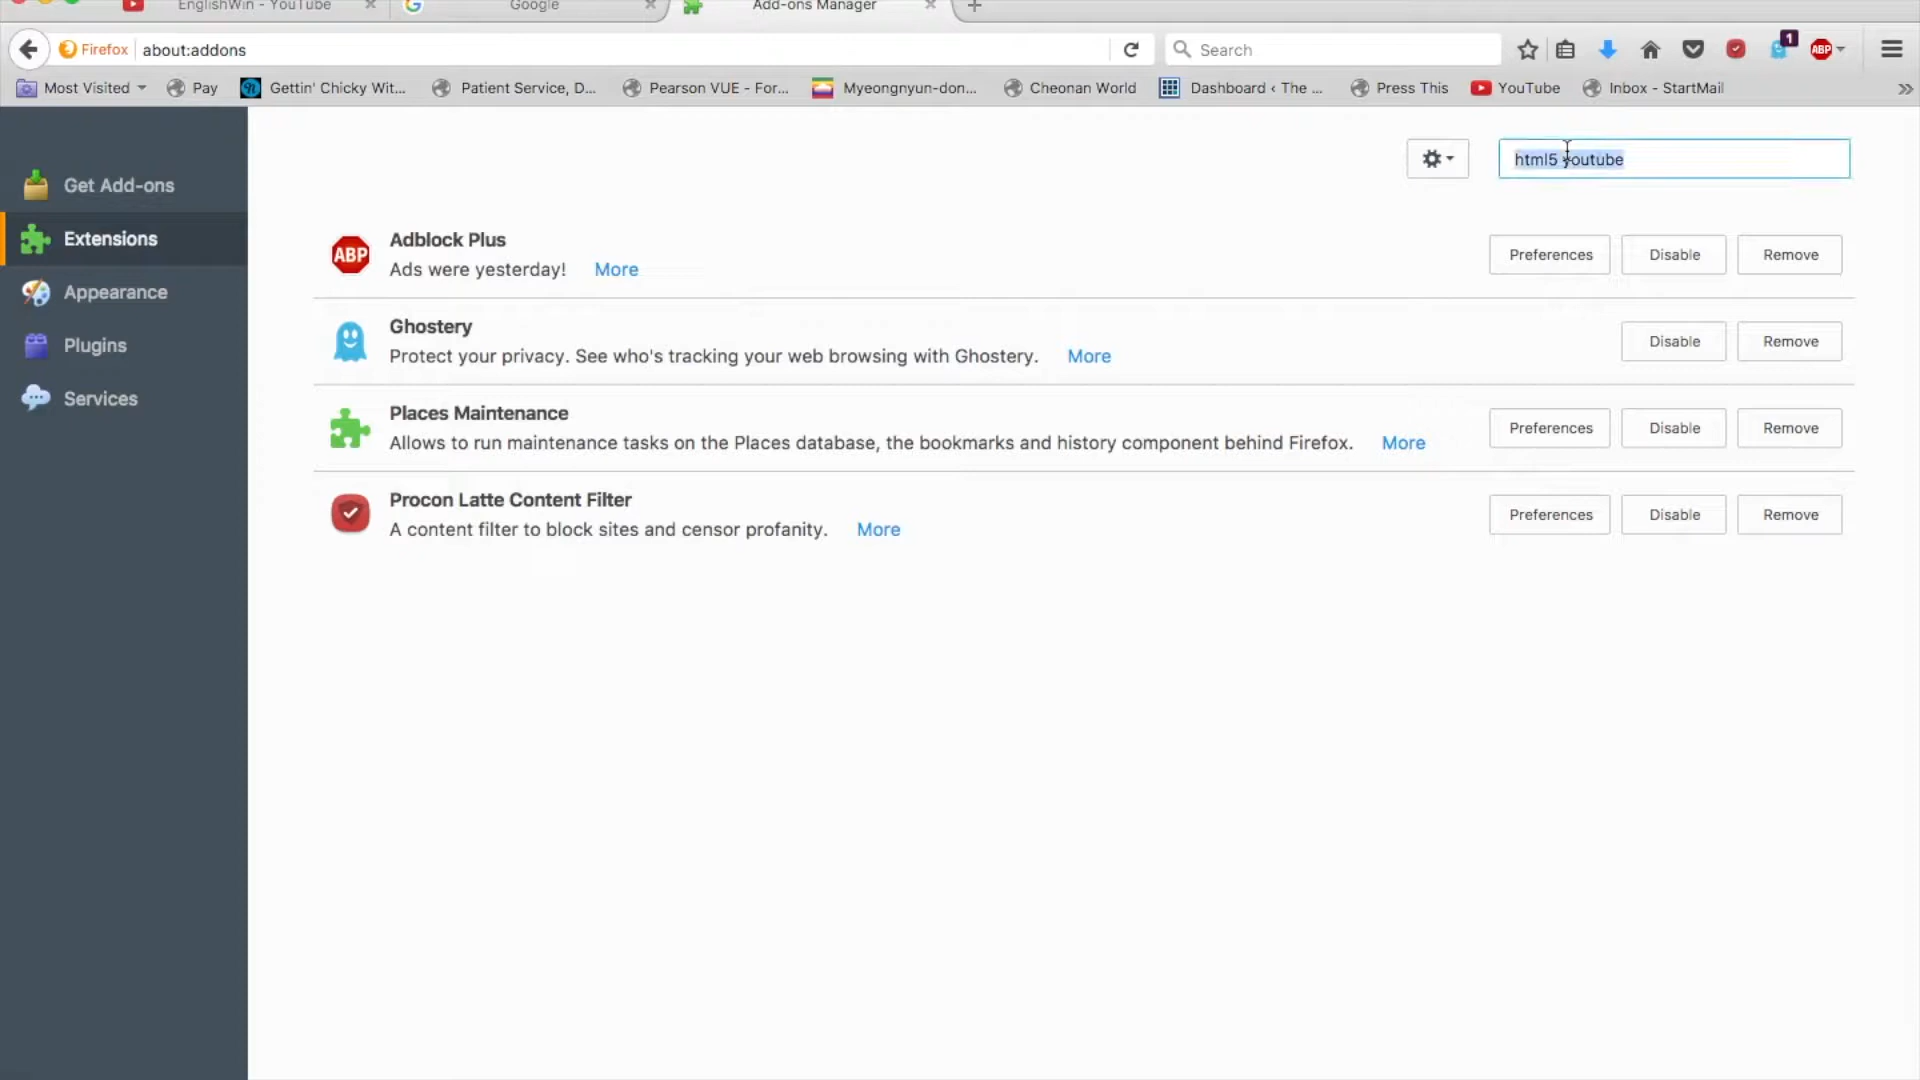 EnglishWin - YouTube
Google
Add-ons Manager
Firefox
about:addons
Search
1
ABP
Most Visited
Pay
Gettin' Chicky Wit...
Patient Service, D...
Pearson VUE - For...
Myeongnyun-don...
Cheonan World
Dashboard ‹ The ...
Press This
YouTube
Inbox - StartMail
»
html5 youtube
Get Add-ons
Extensions
Appearance
Plugins
Services
ABP
Adblock Plus
Ads were yesterday! More
Preferences
Disable
Remove
Ghostery
Protect your privacy. See who's tracking your web browsing with Ghostery. More
Disable
Remove
Places Maintenance
Allows to run maintenance tasks on the Places database, the bookmarks and history component behind Firefox. More
Preferences
Disable
Remove
Procon Latte Content Filter
A content filter to block sites and censor profanity. More
Preferences
Disable
Remove